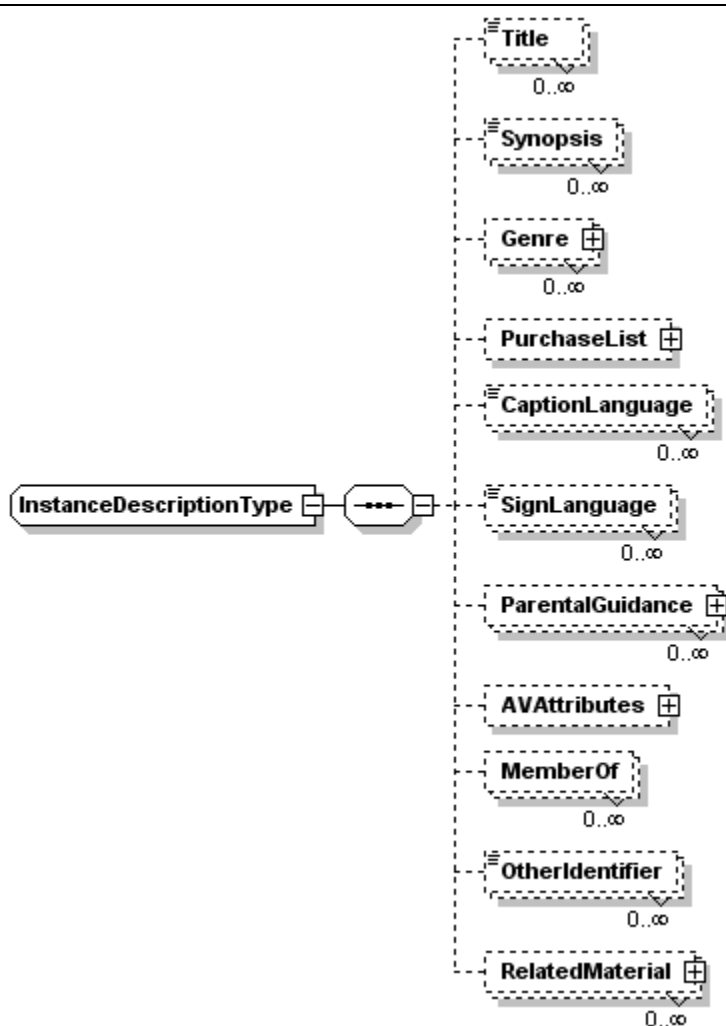 Title
0..∞
Synopsis
0..∞
Genre
0..∞
PurchaseList
CaptionLanguage
0..∞
InstanceDescriptionType
SignLanguage
0..∞
ParentalGuidance
0..∞
AVAttributes
MemberOf
0..∞
OtherIdentifier
0..∞
RelatedMaterial
0..∞